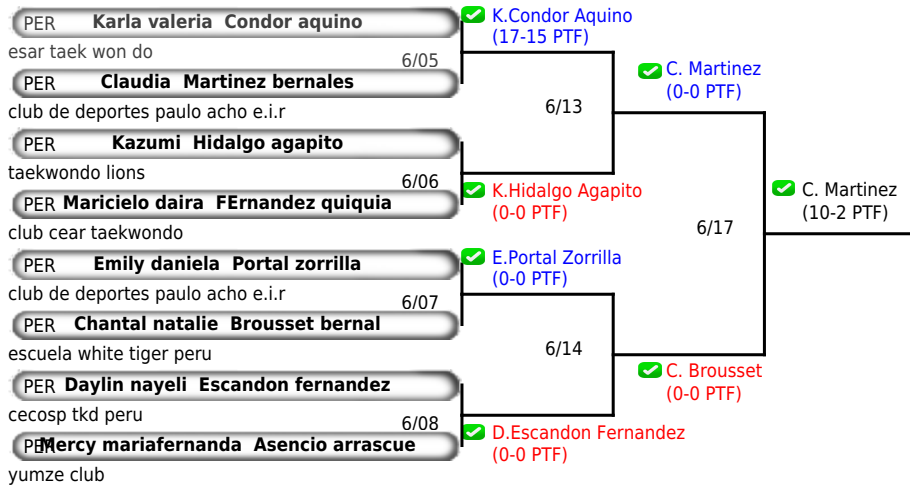 PER Karla valeria Condor aquino
esar taek won do
6/05
PER Claudia Martinez bernales
club de deportes paulo acho e.i.r
PER Kazumi Hidalgo agapito
taekwondo lions
6/06
PER Maricielo daira FErnandez quiquia
club cear taekwondo
PER Emily daniela Portal zorrilla
club de deportes paulo acho e.i.r
6/07
PER Chantal natalie Brousset bernal
escuela white tiger peru
PER Daylin nayeli Escandon fernandez
cecosp tkd peru
6/08
PER Mercy mariafernanda Asencio arrascue
yumze club
K.Condor Aquino
(17-15 PTF)
6/13
K.Hidalgo Agapito
(0-0 PTF)
E.Portal Zorrilla
(0-0 PTF)
6/14
D.Escandon Fernandez
(0-0 PTF)
C. Martinez
(0-0 PTF)
6/17
C. Brousset
(0-0 PTF)
C. Martinez
(10-2 PTF)